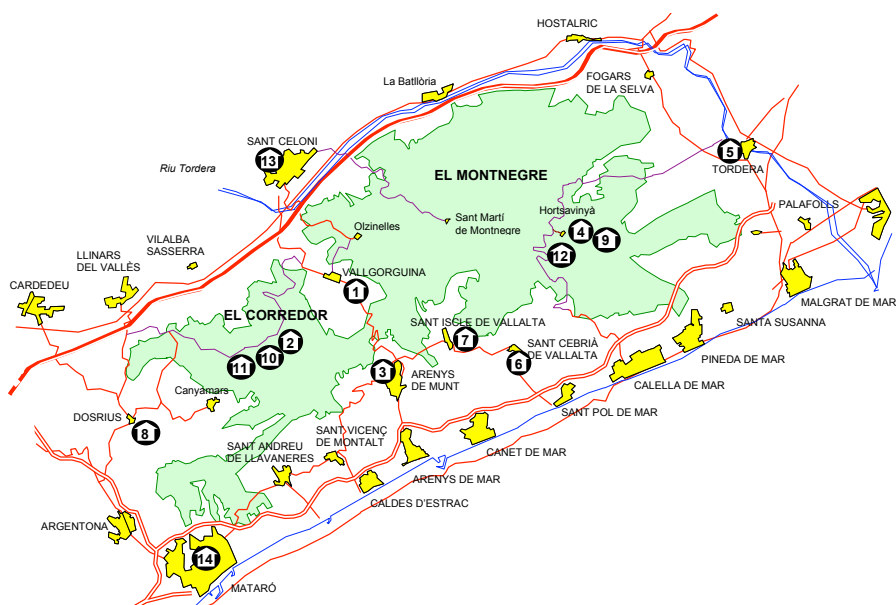 HOSTALRIC
La Batllòria
FOGARS
DE LA SELVA
SANT CELONI
13
Riu Tordera
EL MONTNEGRE
5
TORDERA
PALAFOLLS
Sant Martí
de Montnegre
Hortsavinyà
4
9
12
Olzinelles
VILALBA
SASSERRA
LLINARS
DEL VALLÈS
CARDEDEU
VALLGORGUINA
1
MALGRAT DE MAR
SANTA SUSANNA
EL CORREDOR
2
10
11
SANT ISCLE DE VALLALTA
7
SANT CEBRIÀ
DE VALLALTA
6
PINEDA DE MAR
3
ARENYS
DE MUNT
CALELLA DE MAR
Canyamars
SANT POL DE MAR
DOSRIUS
8
SANT VICENÇ
DE MONTALT
SANT ANDREU
DE LLAVANERES
CANET DE MAR
ARENYS DE MAR
CALDES D'ESTRAC
ARGENTONA
14
MATARÓ